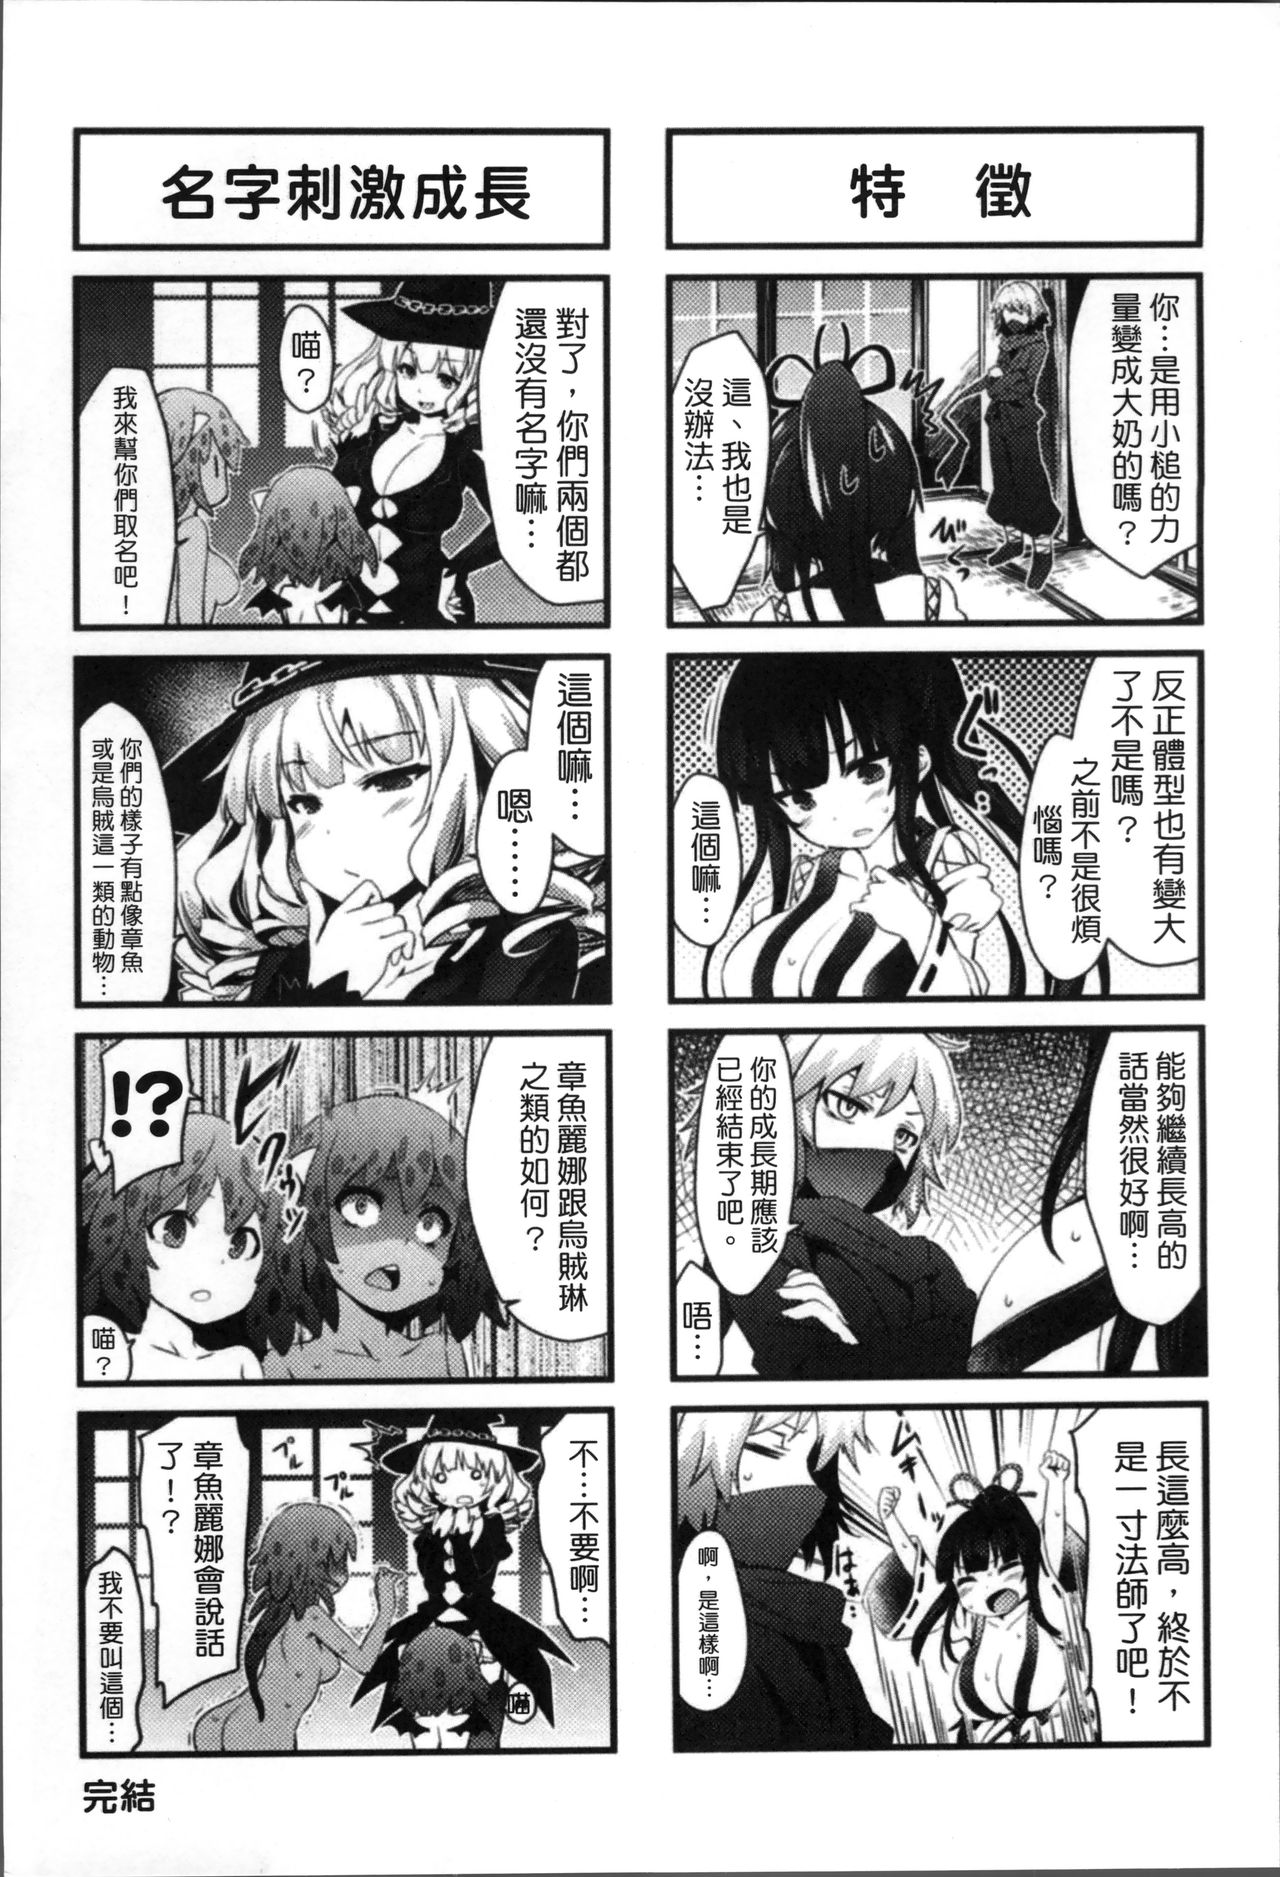 特徵
你…是用小槌的力
量變成大奶的嗎？
這、我也是
沒辦法…
反正體型也有變大
了不是嗎？
之前不是很煩
惱嗎？
這個嘛…
能夠繼續長高的
話當然很好啊…
你的成長期應該
已經結束了吧。
唔…
長這麼高，終於不
是一寸法師了吧！
啊，是這樣啊…
名字刺激成長
對了，你們兩個都
還沒有名字嘛…
喵？
我來幫你們取名吧！
這個嘛…
嗯……
你們的樣子有點像章魚
或是烏賊這一類的動物…
章魚麗娜跟烏賊琳
之類的如何？
!?
喵？
不…不要啊…
章魚麗娜會說話
了！？
喵
我不要叫這個…
プル
プル
完結